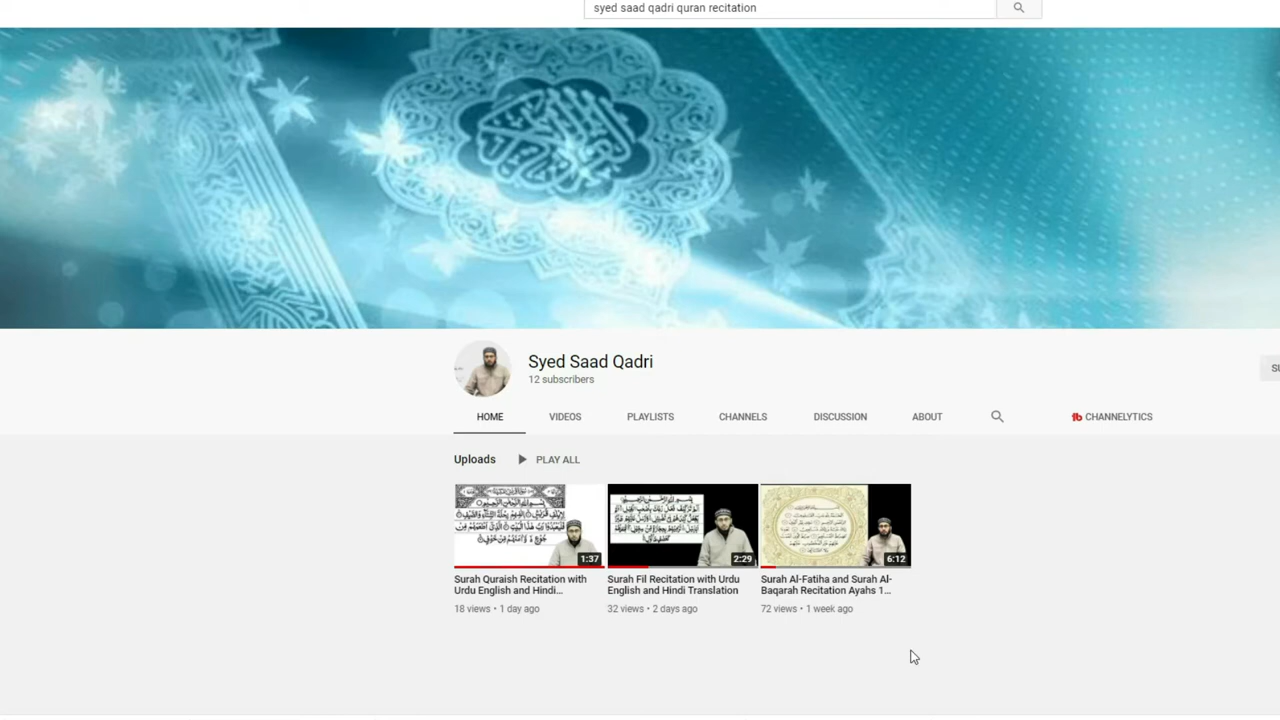 syed saad qadri quran recitation
Syed Saad Qadri
12 subscribers
HOME VIDEOS PLAYLISTS CHANNELS DISCUSSION ABOUT CHANNELYTICS
Uploads PLAY ALL
1:37 2:29 6:12
Surah Quraish Recitation with
Urdu English and Hindi...
18 views • 1 day ago
Surah Fil Recitation with Urdu
English and Hindi Translation
32 views • 2 days ago
Surah Al-Fatiha and Surah Al-
Baqarah Recitation Ayahs 1...
72 views • 1 week ago